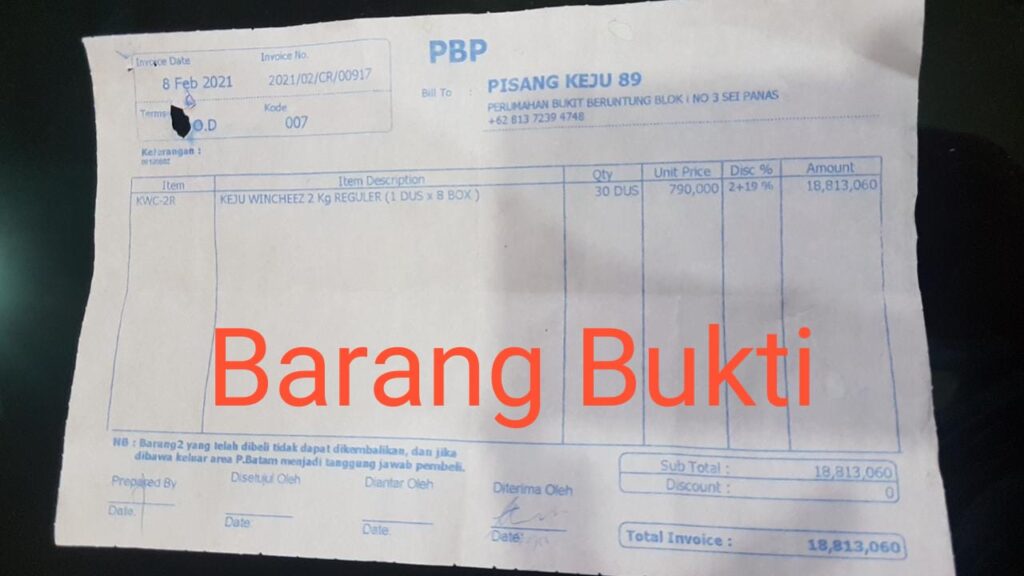 PBP
Invoice Date Invoice No.
8 Feb 2021 2021/02/CR/00917
Terms Kode
.D 007
Bill To : PISANG KEJU 89
PERUMAHAN BUKIT BERUNTUNG BLOK i NO 3 SEI PANAS
+62 813 7239 4748
Keterangan :
Item Item Description Qty Unit Price Disc % Amount
KWC-2R KEJU WINCHEEZ 2 Kg REGULER (1 DUS x 8 BOX ) 30 DUS 790,000 2+19 % 18,813,060
Barang Bukti
NB : Barang2 yang telah dibeli tidak dapat dikembalikan, dan jika
dibawa keluar area P.Batam menjadi tanggung jawab pembeli.
Sub Total : 18,813,060
Discount : 0
Prepared By Disetujui Oleh Diantar Oleh Diterima Oleh
Date: Date: Date: Date:
Total Invoice : 18,813,060